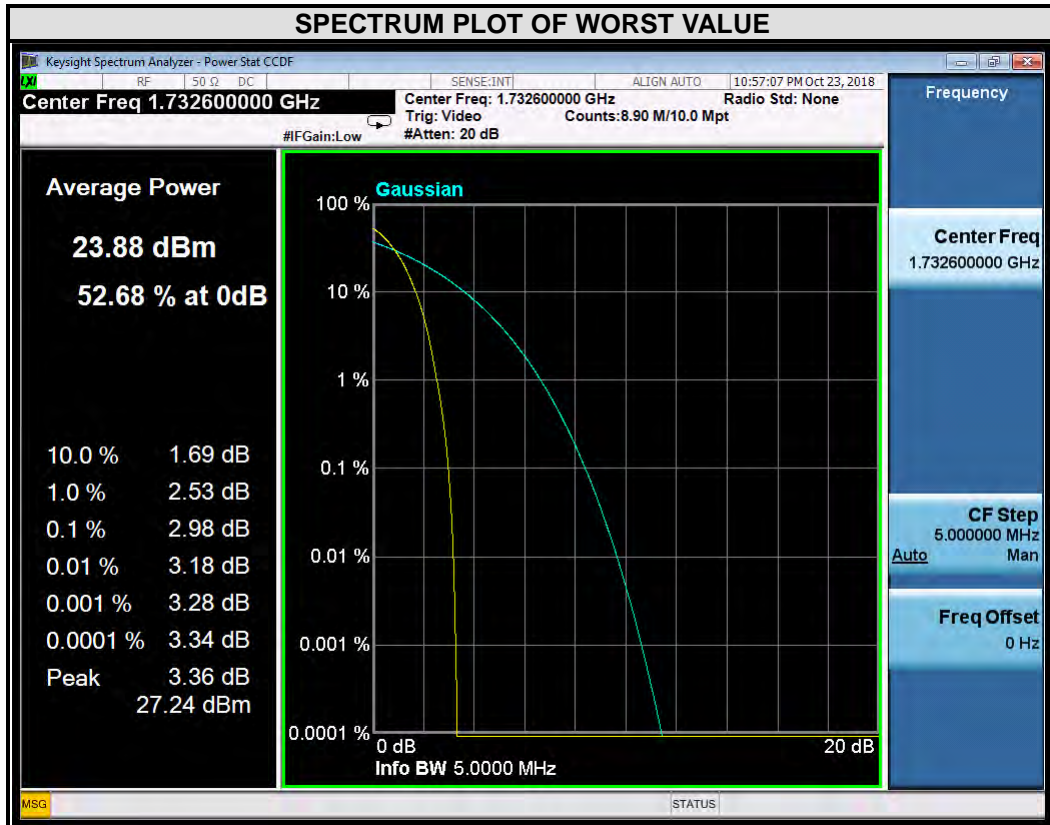 SPECTRUM PLOT OF WORST VALUE
Keysight Spectrum Analyzer - Power Stat CCDF
LXI RF 50 Ω DC SENSE:INT ALIGN AUTO 10:57:07 PM Oct 23, 2018
Center Freq 1.732600000 GHz
Center Freq: 1.732600000 GHz Radio Std: None
Trig: Video Counts:8.90 M/10.0 Mpt
#IFGain:Low #Atten: 20 dB
Average Power
23.88 dBm
52.68 % at 0dB
10.0 % 1.69 dB
1.0 % 2.53 dB
0.1 % 2.98 dB
0.01 % 3.18 dB
0.001 % 3.28 dB
0.0001 % 3.34 dB
Peak 3.36 dB
27.24 dBm
Gaussian
100 %
10 %
1 %
0.1 %
0.01 %
0.001 %
0.0001 %
0 dB 20 dB
Info BW 5.0000 MHz
Frequency
Center Freq
1.732600000 GHz
CF Step
5.000000 MHz
Auto Man
Freq Offset
0 Hz
MSG STATUS